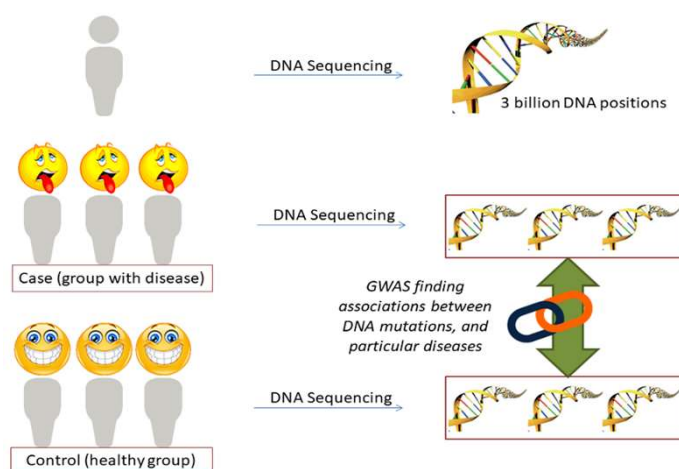 DNA Sequencing
3 billion DNA positions
DNA Sequencing
Case (group with disease)
GWAS finding
associations between
DNA mutations, and
particular diseases
DNA Sequencing
Control (healthy group)